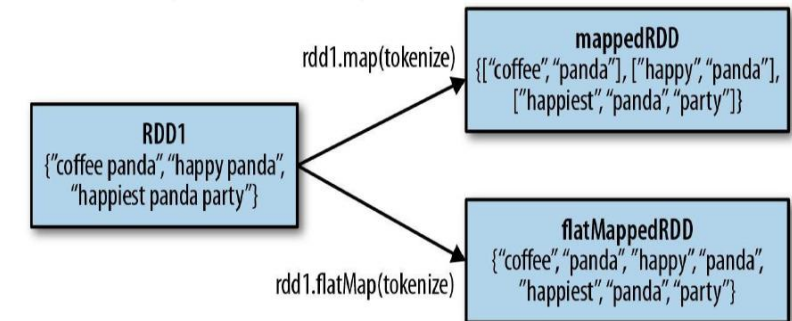 rdd1.map(tokenize)
mappedRDD
{["coffee","panda"], ["happy","panda"],
["happiest","panda","party"]}
RDD1
{"coffee panda", "happy panda",
"happiest panda party"}
rdd1.flatMap(tokenize)
flatMappedRDD
{"coffee","panda", "happy","panda",
"happiest","panda","party"}